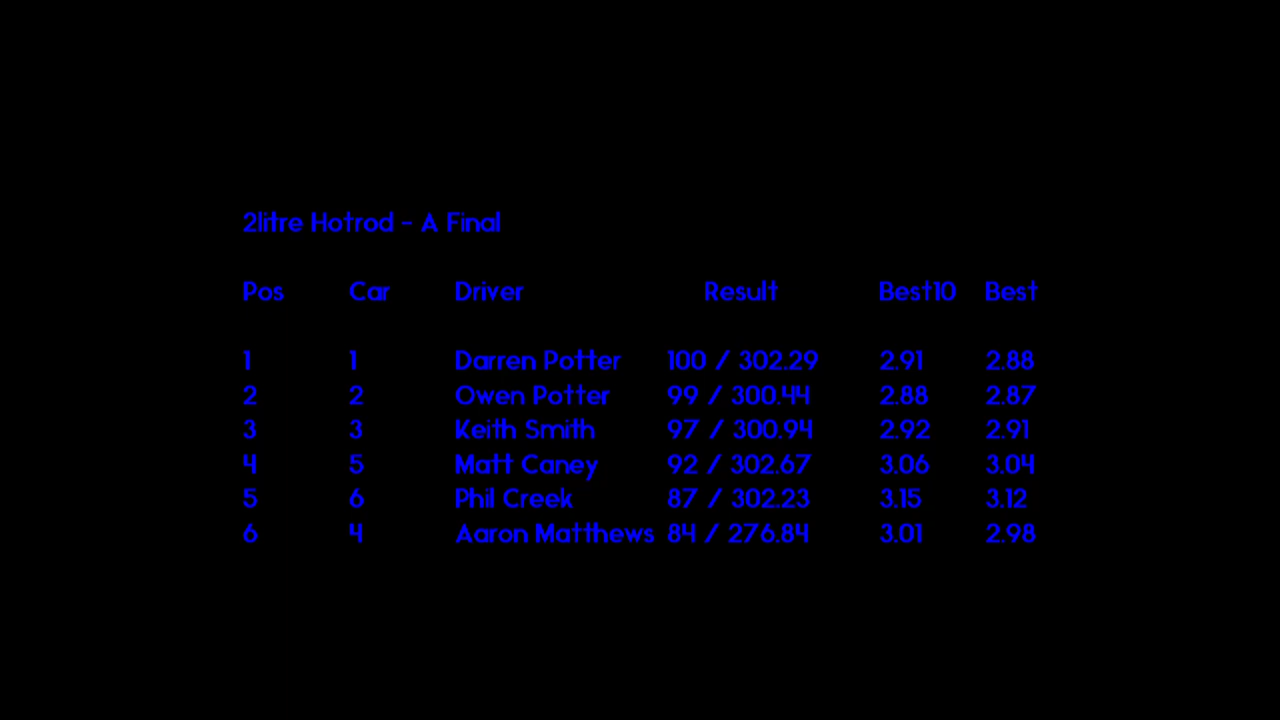 2litre Hotrod - A Final
Pos Car Driver Result Best10 Best
1 1 Darren Potter 100 / 302.29 2.91 2.88
2 2 Owen Potter 99 / 300.44 2.88 2.87
3 3 Keith Smith 97 / 300.94 2.92 2.91
4 5 Matt Caney 92 / 302.67 3.06 3.04
5 6 Phil Creek 87 / 302.23 3.15 3.12
6 4 Aaron Matthews 84 / 276.84 3.01 2.98